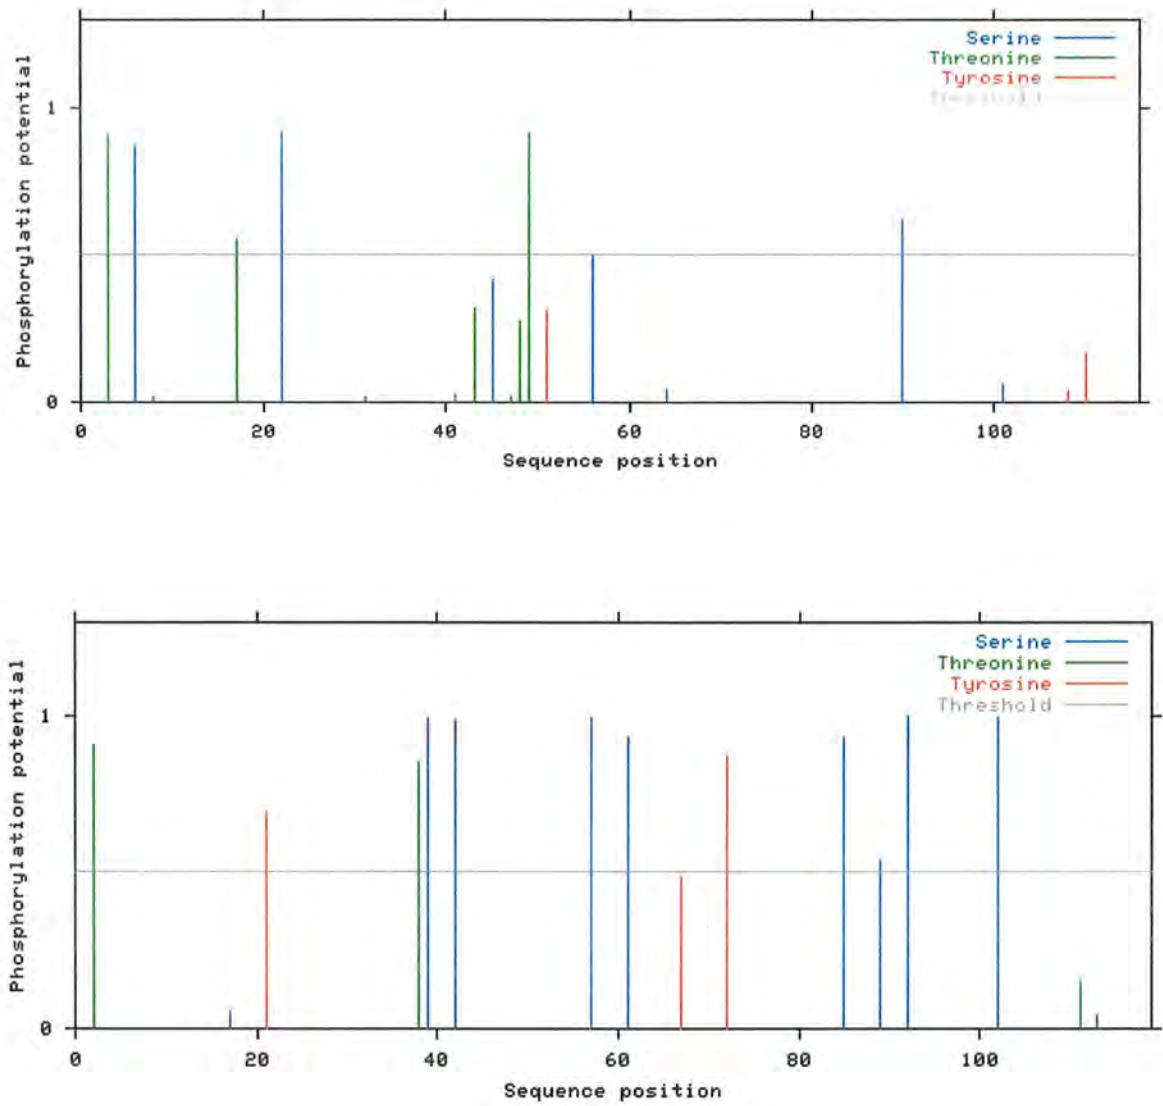 Phosphorylation potential
Serine
Threonine
Tyrosine
Threshold
1
0
0 20 40 60 80 100
Sequence position
Phosphorylation potential
Serine
Threonine
Tyrosine
Threshold
1
0
0 20 40 60 80 100
Sequence position